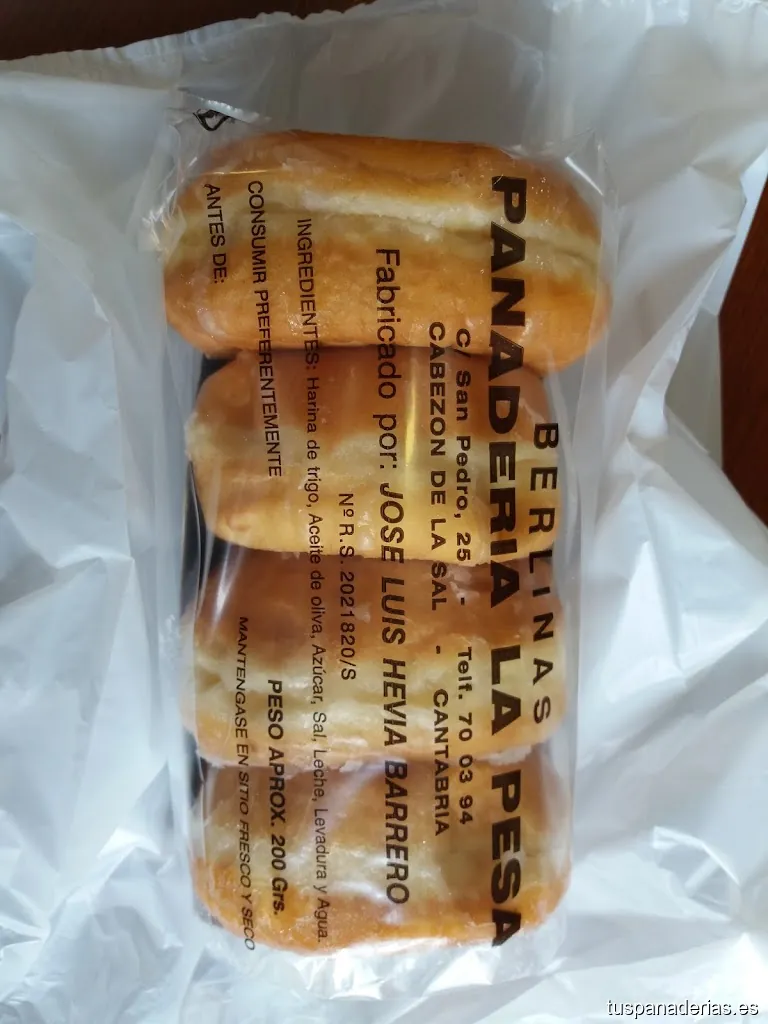 BERLINAS
PANADERIA LA PESA
C, San Pedro, 25 - Telf. 70 03 94
CABEZON DE LA SAL - CANTABRIA
Fabricado por: JOSE LUIS HEVIA BARRERO
Nº R.S. 2021820/S
INGREDIENTES: Harina de trigo, Aceite de oliva, Azúcar, Sal, Leche, Levadura y Agua.
CONSUMIR PREFERENTEMENTE
ANTES DE:
PESO APROX. 200 Grs.
MANTENGASE EN SITIO FRESCO Y SECO
tuspanaderias.es